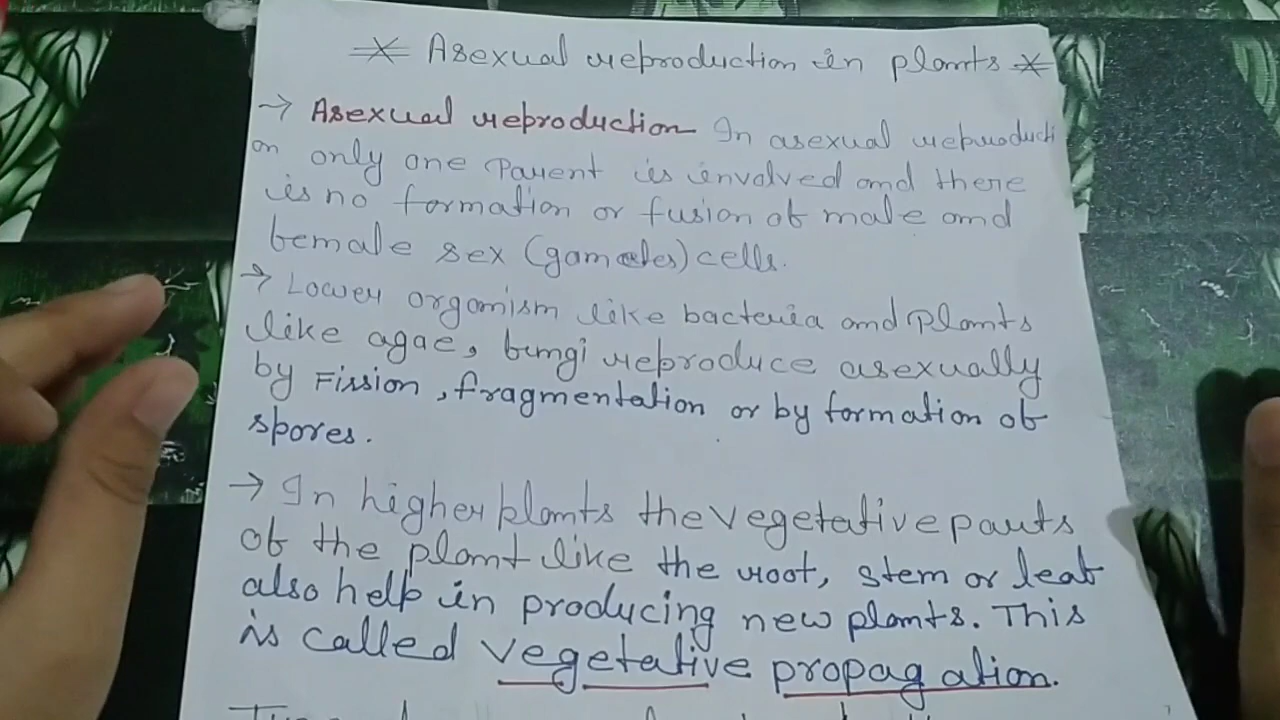 * Asexual reproduction in plants *
→ Asexual reproduction In asexual reproducti
on only one Parent is involved and there
is no formation or fusion of male and
female sex (gametes) cells.
→ Lower organism like bacteria and Plants
like agae, fungi reproduce asexually
by Fission, fragmentation or by formation of
spores.
→ In higher plants the vegetative parts
of the plant like the root, stem or leaf
also help in producing new plants. This
is called vegetative propagation.